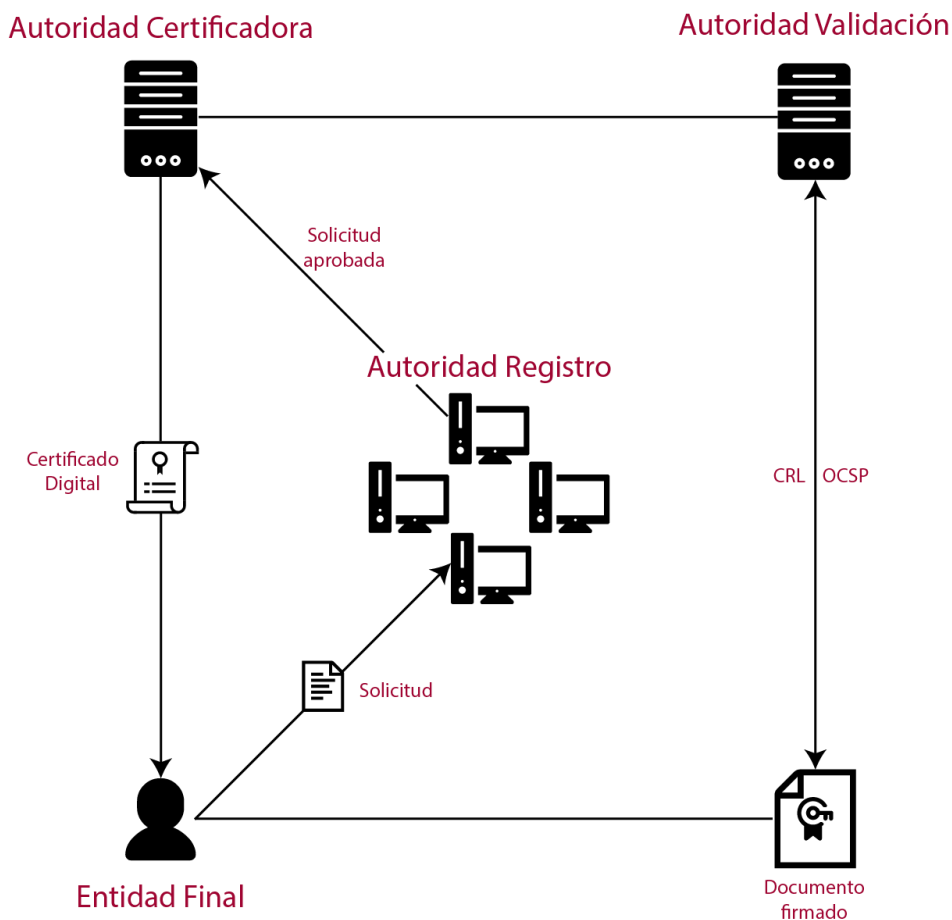 Autoridad Certificadora
Autoridad Validación
Solicitud
aprobada
Autoridad Registro
Certificado
Digital
CRL
OCSP
Solicitud
Entidad Final
Documento
firmado